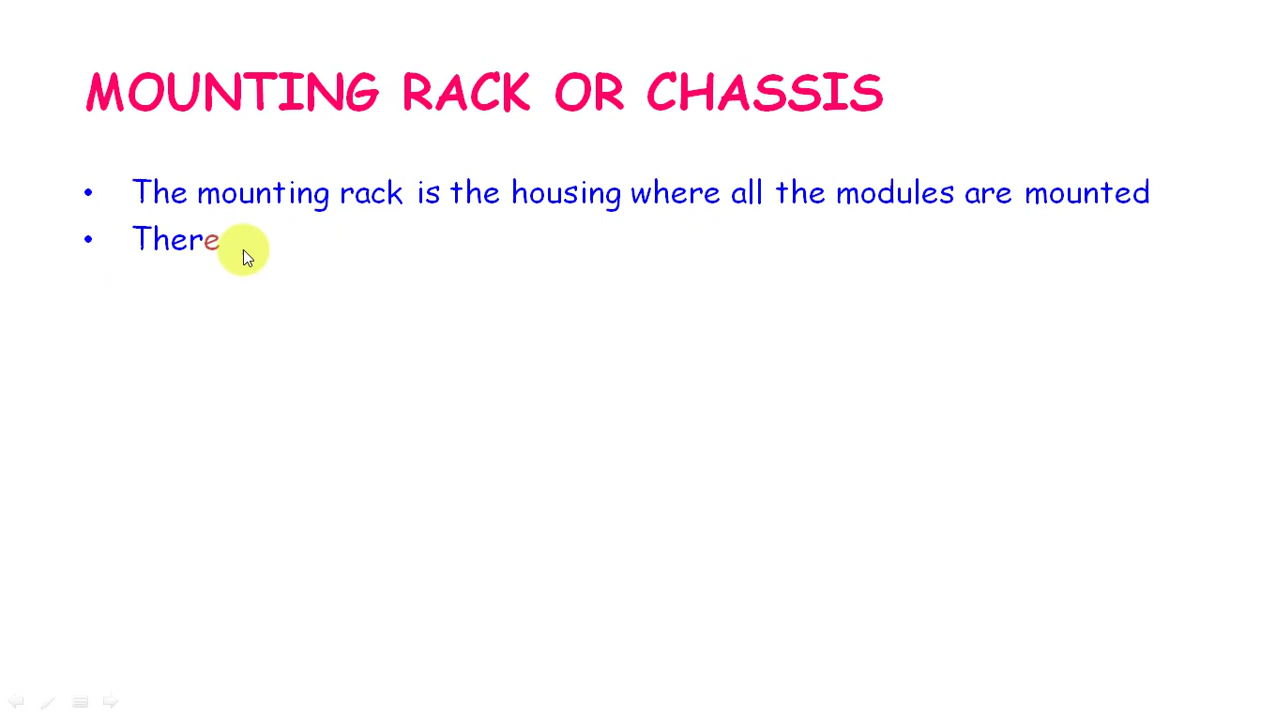 MOUNTING RACK OR CHASSIS
• The mounting rack is the housing where all the modules are mounted
• There